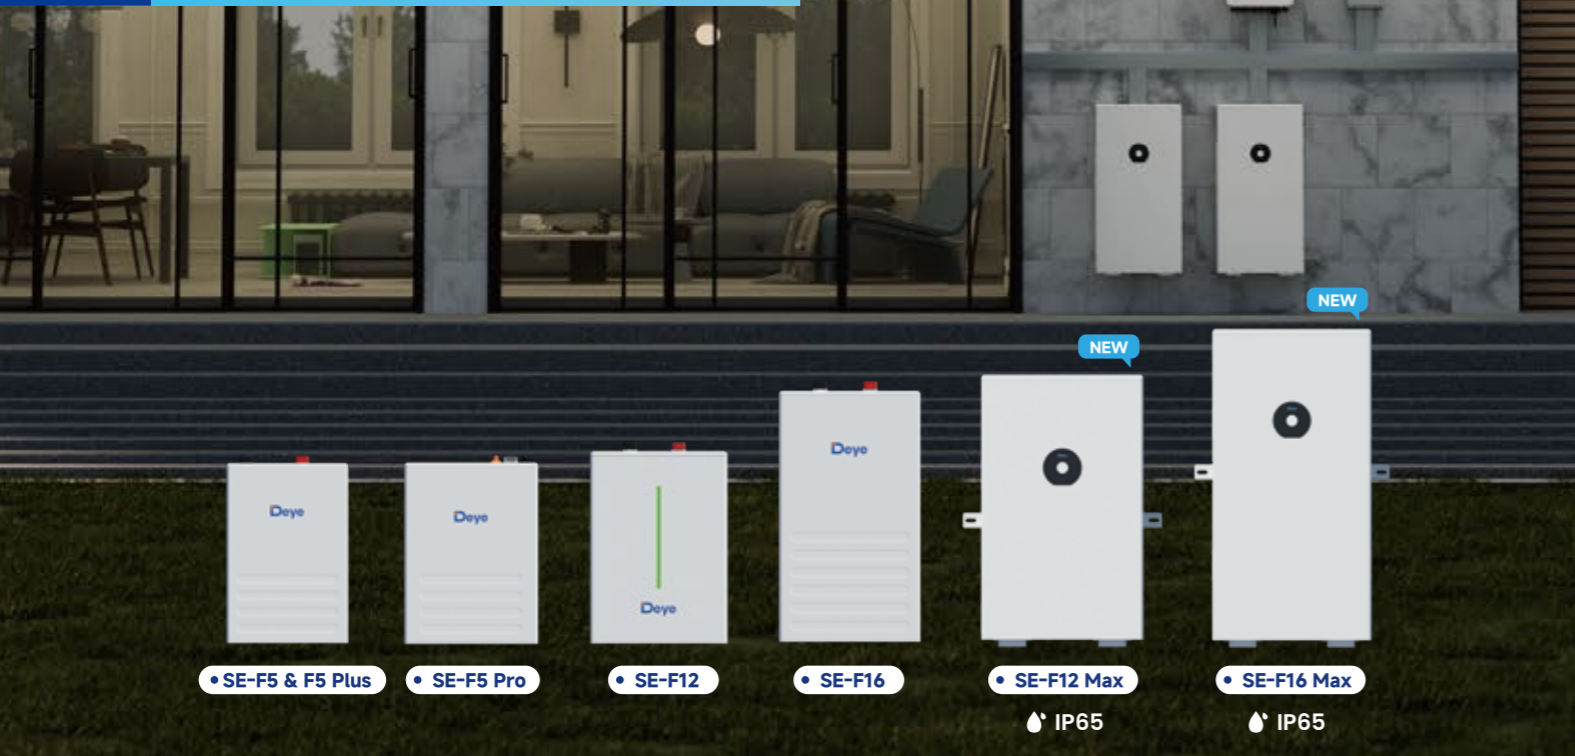 NEW
NEW
Deye
Deye
Deye
Deye
• SE-F5 & F5 Plus
• SE-F5 Pro
• SE-F12
• SE-F16
• SE-F12 Max
• SE-F16 Max
IP65
IP65